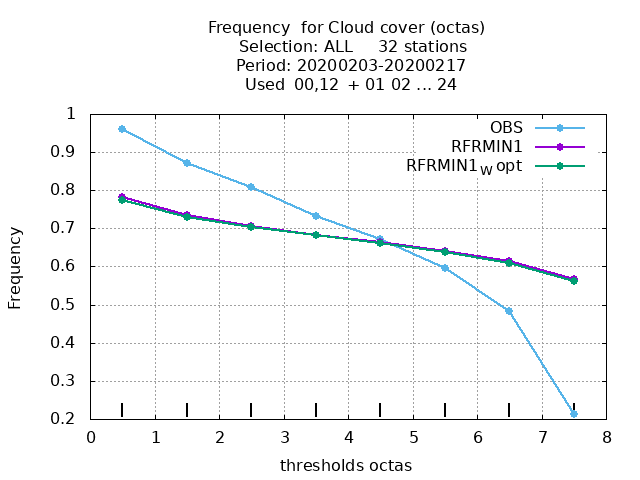 Frequency  for Cloud cover (octas)
Selection: ALL     32 stations
Period: 20200203-20200217
Used  00,12  + 01 02 ... 24
OBS
RFRMIN1
RFRMIN1w opt
1
0.9
0.8
0.7
0.6
0.5
0.4
0.3
0.2
Frequency
0 1 2 3 4 5 6 7 8
thresholds octas